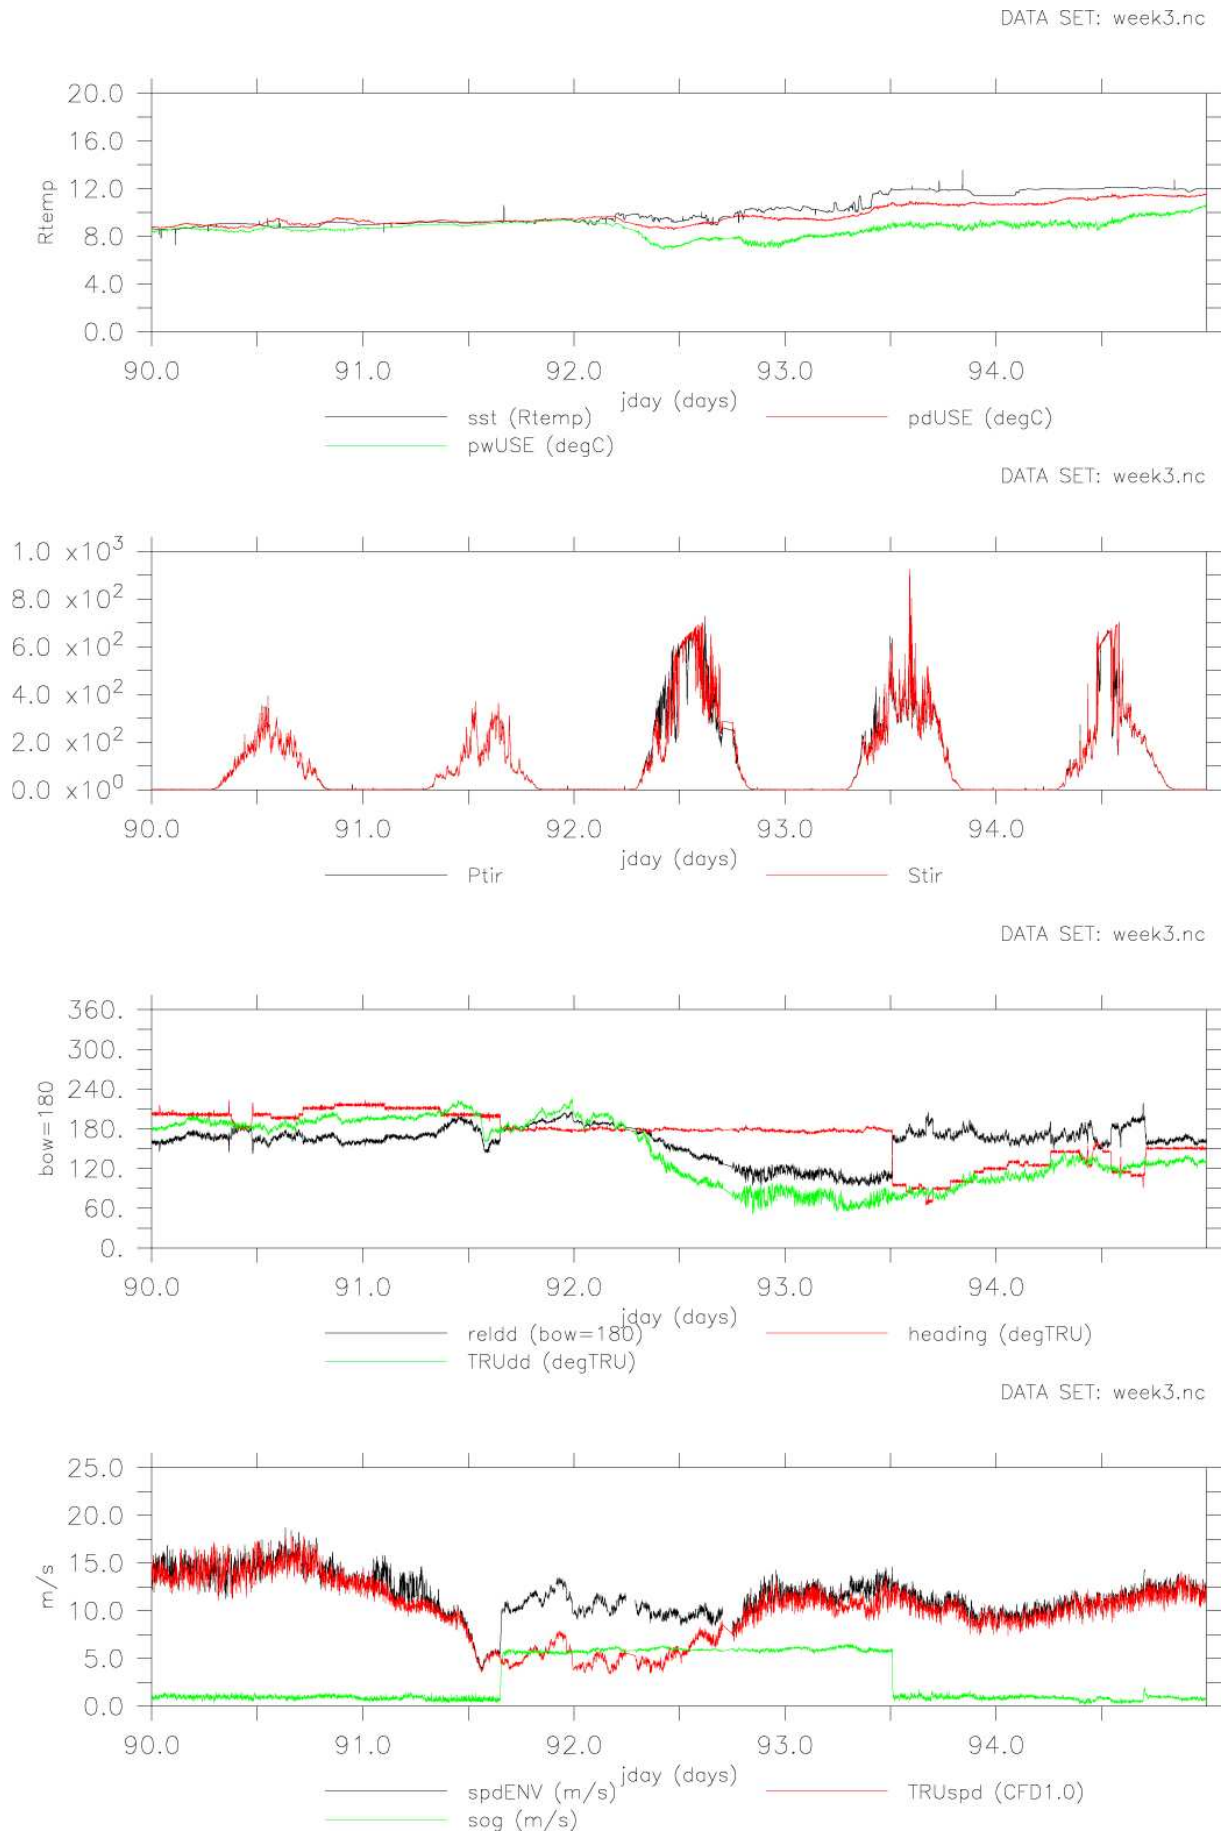 DATA SET: week3.nc
20.0
16.0
12.0
8.0
4.0
0.0
Rtemp
90.0 91.0 92.0 93.0 94.0
jday (days)
sst (Rtemp) pdUSE (degC)
pwUSE (degC)
DATA SET: week3.nc
1.0 x10^3
8.0 x10^2
6.0 x10^2
4.0 x10^2
2.0 x10^2
0.0 x10^0
90.0 91.0 92.0 93.0 94.0
jday (days)
Ptir Stir
DATA SET: week3.nc
360.
300.
240.
180.
120.
60.
0.
bow=180
90.0 91.0 92.0 93.0 94.0
jday (days)
reldd (bow=180) heading (degTRU)
TRUdd (degTRU)
DATA SET: week3.nc
25.0
20.0
15.0
10.0
5.0
0.0
m/s
90.0 91.0 92.0 93.0 94.0
jday (days)
spdENV (m/s) TRUspd (CFD1.0)
sog (m/s)